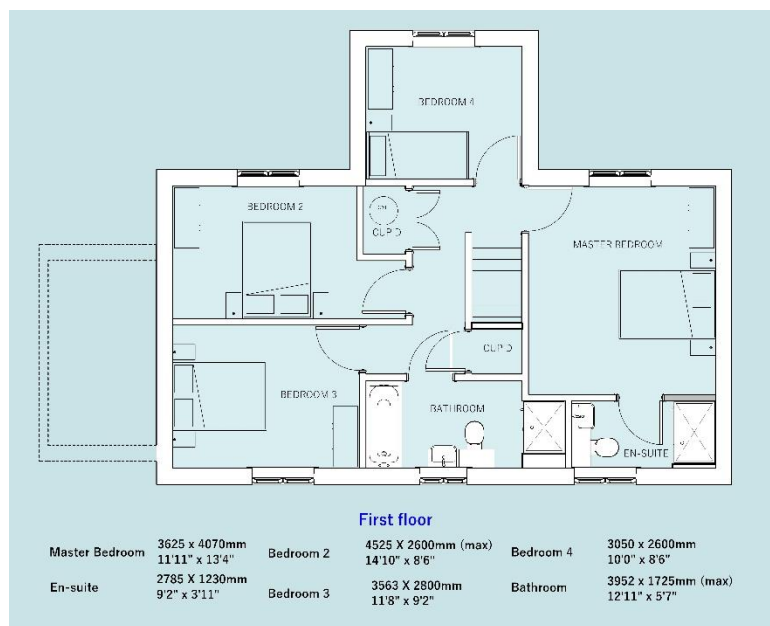 BEDROOM 4
BEDROOM 2
CYL
CUP'D
MASTER BEDROOM
CUP'D
BEDROOM 3
BATHROOM
EN-SUITE
First floor
Master Bedroom 3625 x 4070mm
11'11" x 13'4"
Bedroom 2 4525 X 2600mm (max)
14'10" x 8'6"
Bedroom 4 3050 x 2600mm
10'0" x 8'6"
En-suite 2785 X 1230mm
9'2" x 3'11"
Bedroom 3 3563 X 2800mm
11'8" x 9'2"
Bathroom 3952 x 1725mm (max)
12'11" x 5'7"